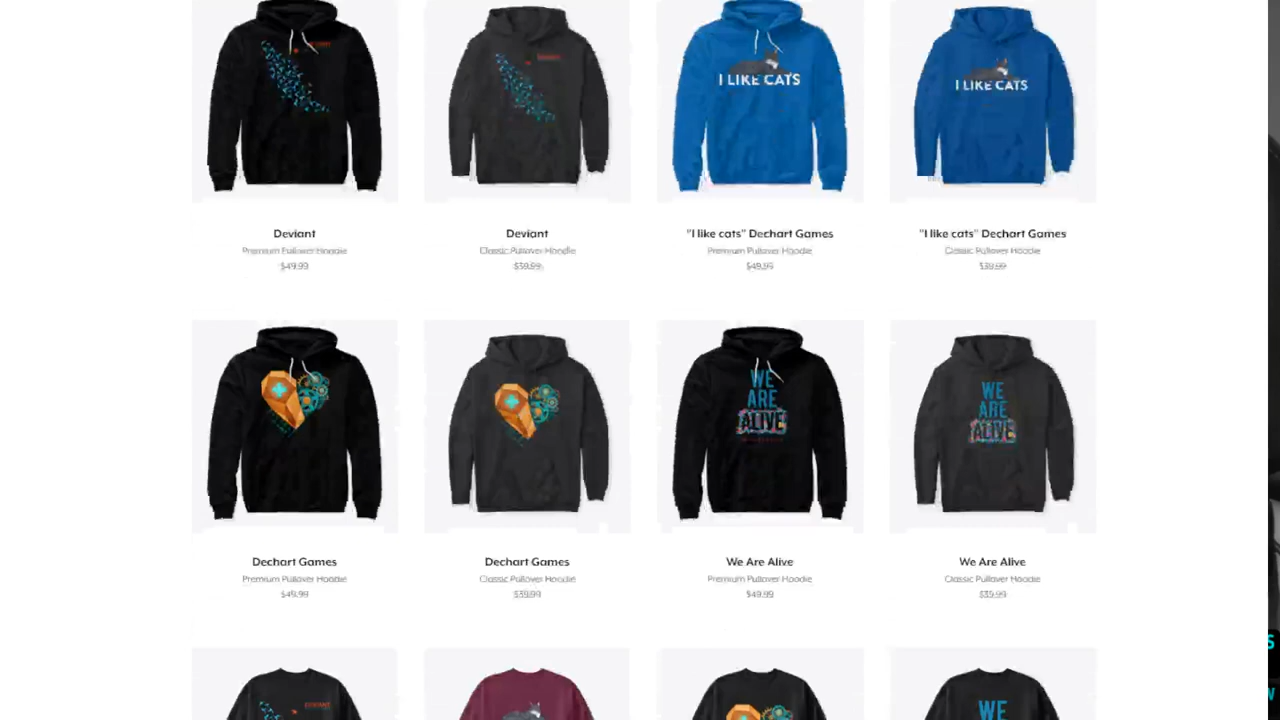 I LIKE CATS
I LIKE CATS
Deviant
Deviant
"I like cats" Dechart Games
"I like cats" Dechart Games
Premium Pullover Hoodie
Classic Pullover Hoodie
Premium Pullover Hoodie
Classic Pullover Hoodie
$49.99
$39.99
$49.99
$39.99
WE
ARE
ALIVE
WE
ARE
ALIVE
Dechart Games
Dechart Games
We Are Alive
We Are Alive
Premium Pullover Hoodie
Classic Pullover Hoodie
Premium Pullover Hoodie
Classic Pullover Hoodie
$49.99
$39.99
$49.99
$39.99
S
W
WE